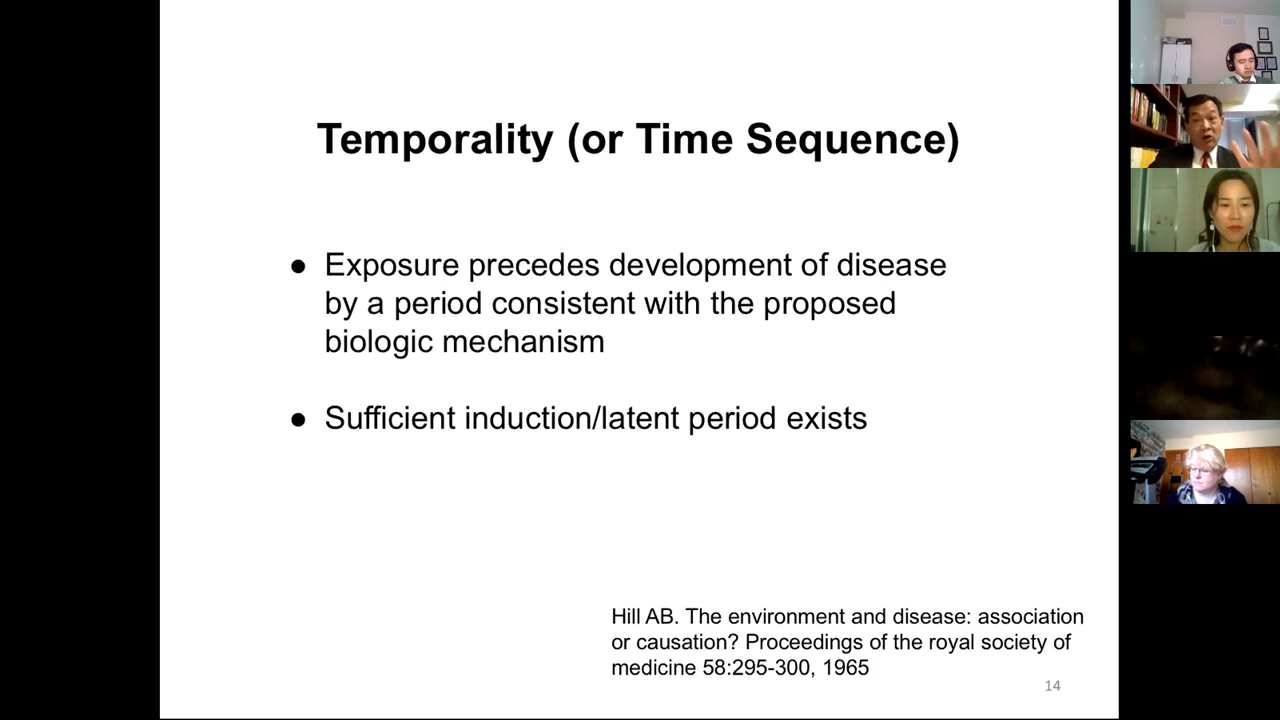 Temporality (or Time Sequence)
● Exposure precedes development of disease
by a period consistent with the proposed
biologic mechanism
● Sufficient induction/latent period exists
Hill AB. The environment and disease: association
or causation? Proceedings of the royal society of
medicine 58:295-300, 1965
14